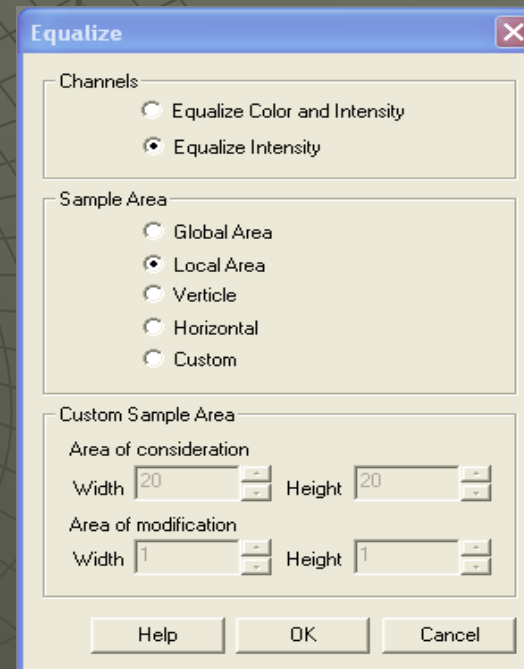 Equalize
Channels
Equalize Color and Intensity
Equalize Intensity
Sample Area
Global Area
Local Area
Verticle
Horizontal
Custom
Custom Sample Area
Area of consideration
Width 20 Height 20
Area of modification
Width 1 Height 1
Help OK Cancel